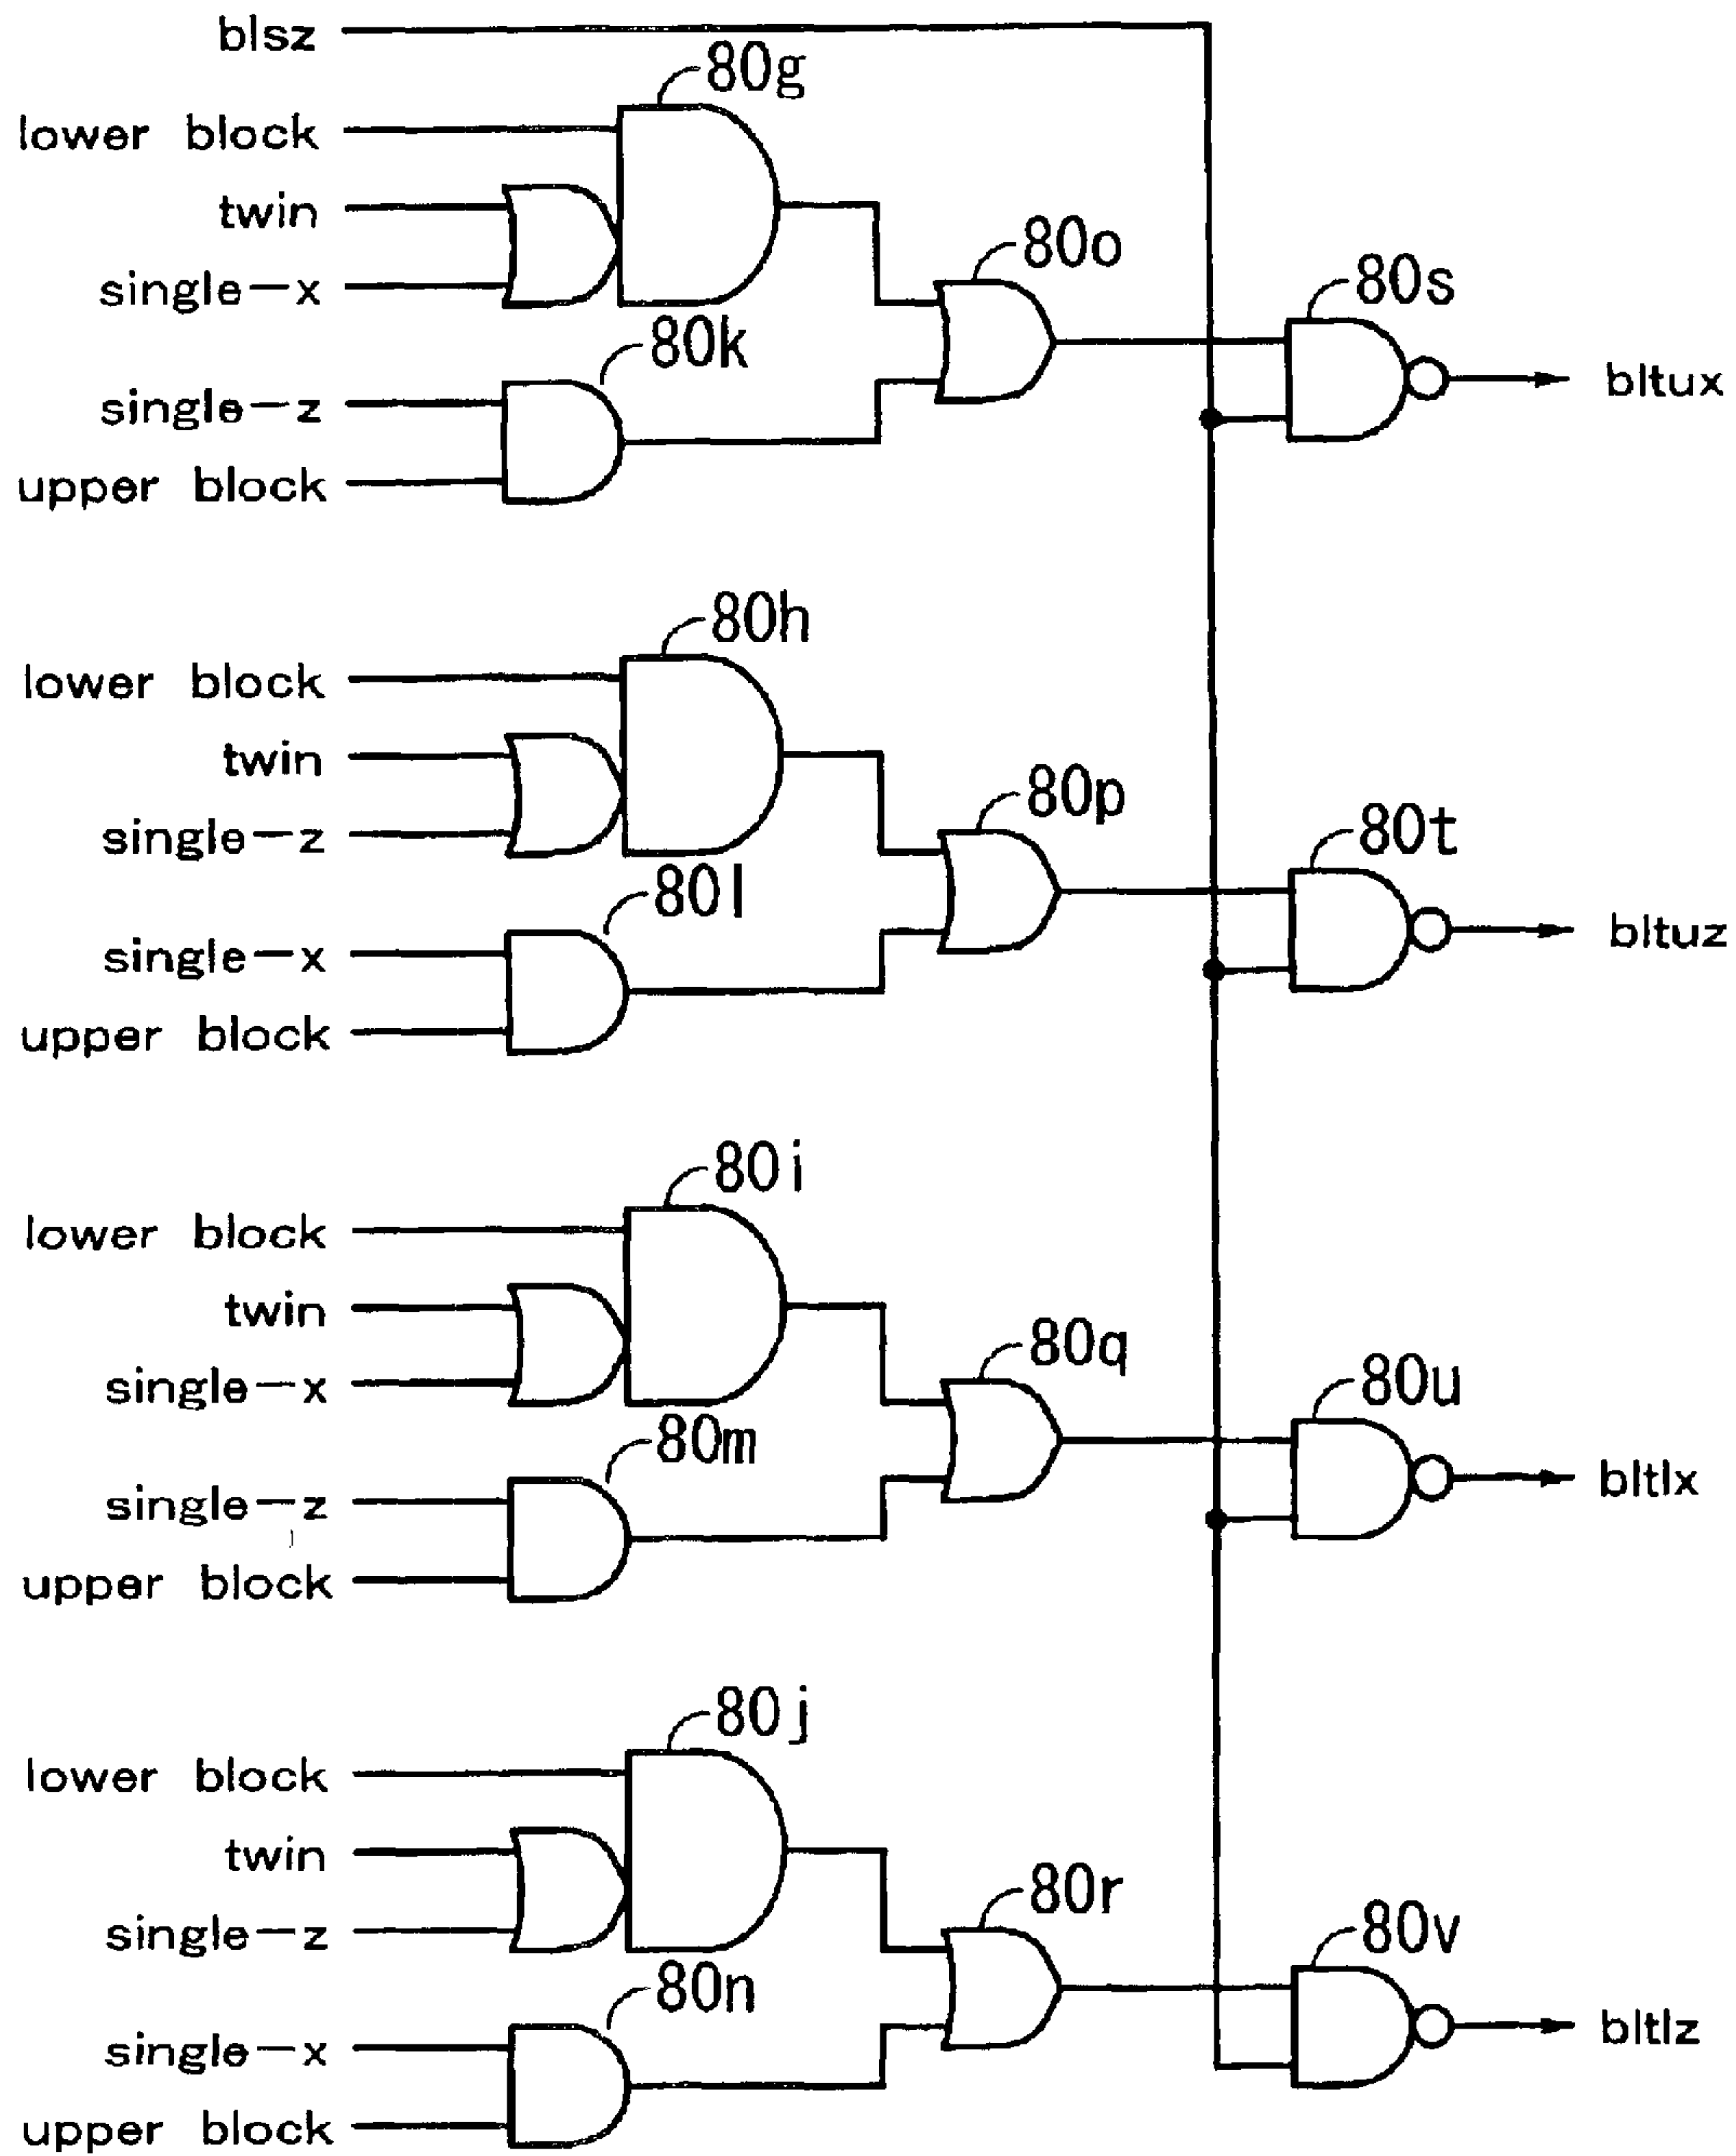 blsz
80g
lower block
twin
80o
single-x
80s
80k
single-z
bltux
upper block
80h
lower block
twin
80p
single-z
80t
80l
single-x
bltuz
upper block
80i
lower block
twin
80q
single-x
80u
80m
single-z
bltlx
upper block
80j
lower block
twin
80r
single-z
80v
80n
single-x
bltlz
upper block